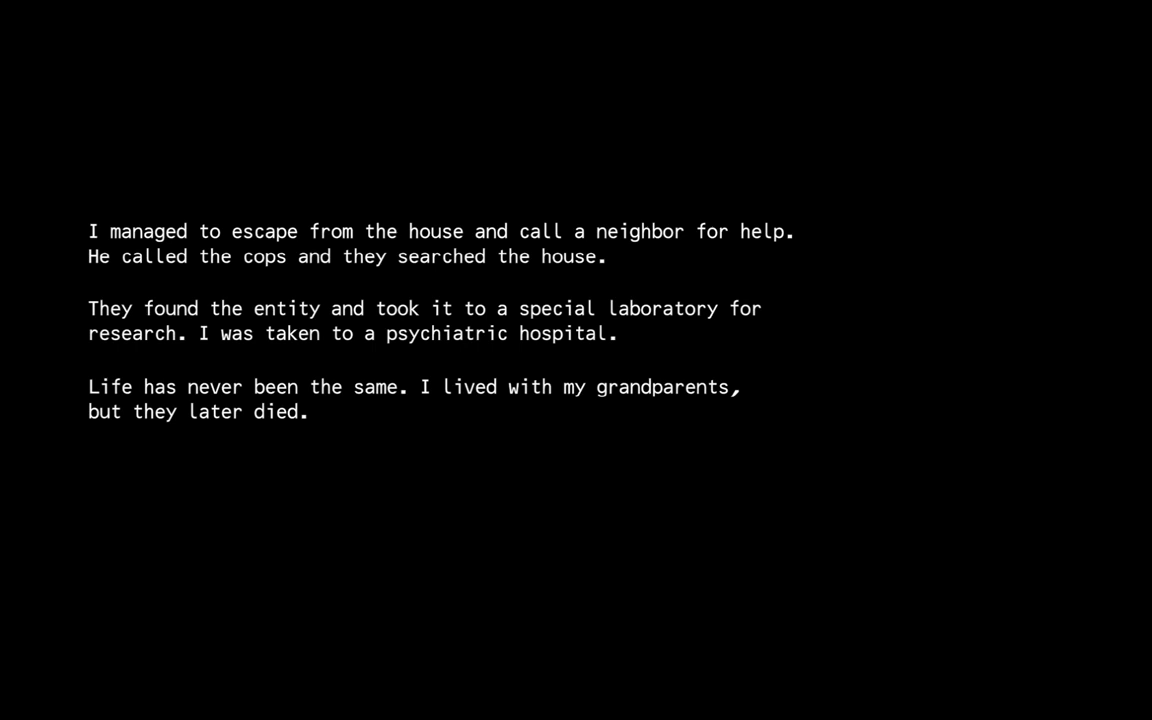 I managed to escape from the house and call a neighbor for help.
He called the cops and they searched the house.
They found the entity and took it to a special laboratory for
research. I was taken to a psychiatric hospital.
Life has never been the same. I lived with my grandparents,
but they later died.